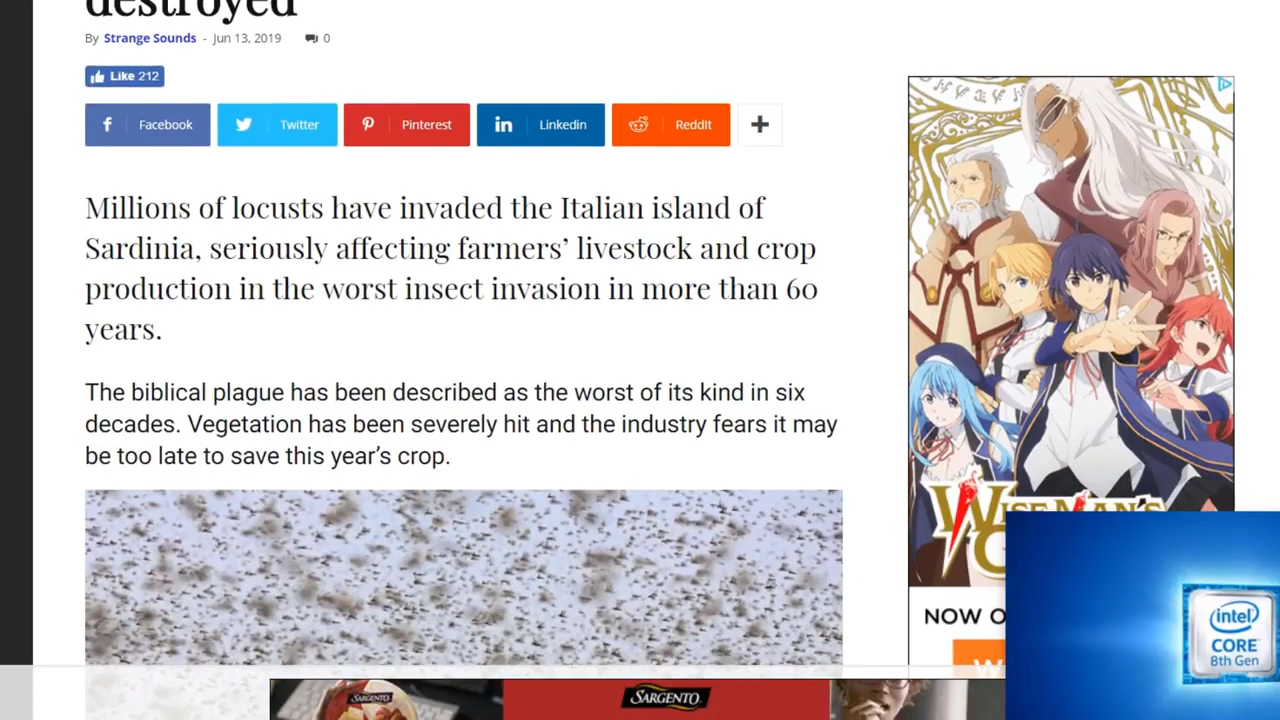 destroyed
By Strange Sounds - Jun 13, 2019 0
Like 212
Facebook
Twitter
Pinterest
Linkedin
ReddIt
Millions of locusts have invaded the Italian island of
Sardinia, seriously affecting farmers’ livestock and crop
production in the worst insect invasion in more than 60
years.
The biblical plague has been described as the worst of its kind in six
decades. Vegetation has been severely hit and the industry fears it may
be too late to save this year’s crop.
WISEMAN'S
G
NOW O
W
intel
CORE
8th Gen
SARGENTO
SARGENTO